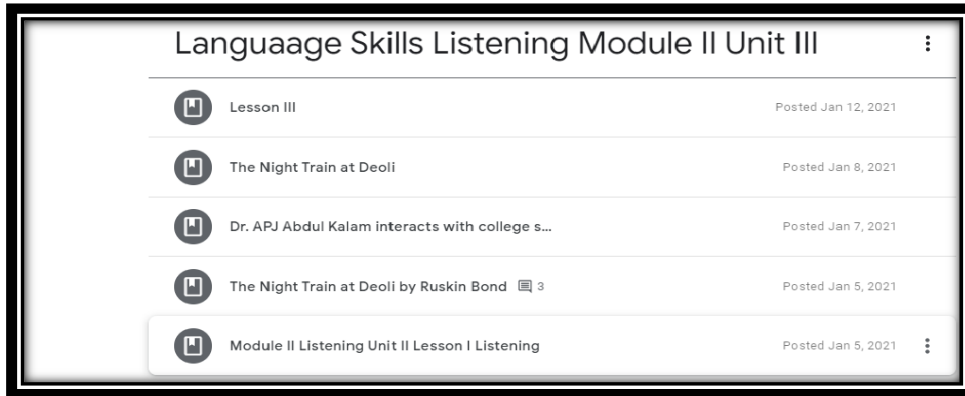 Languaage Skills Listening Module II Unit III
Lesson III Posted Jan 12, 2021
The Night Train at Deoli Posted Jan 8, 2021
Dr. APJ Abdul Kalam interacts with college s... Posted Jan 7, 2021
The Night Train at Deoli by Ruskin Bond 3 Posted Jan 5, 2021
Module II Listening Unit II Lesson I Listening Posted Jan 5, 2021